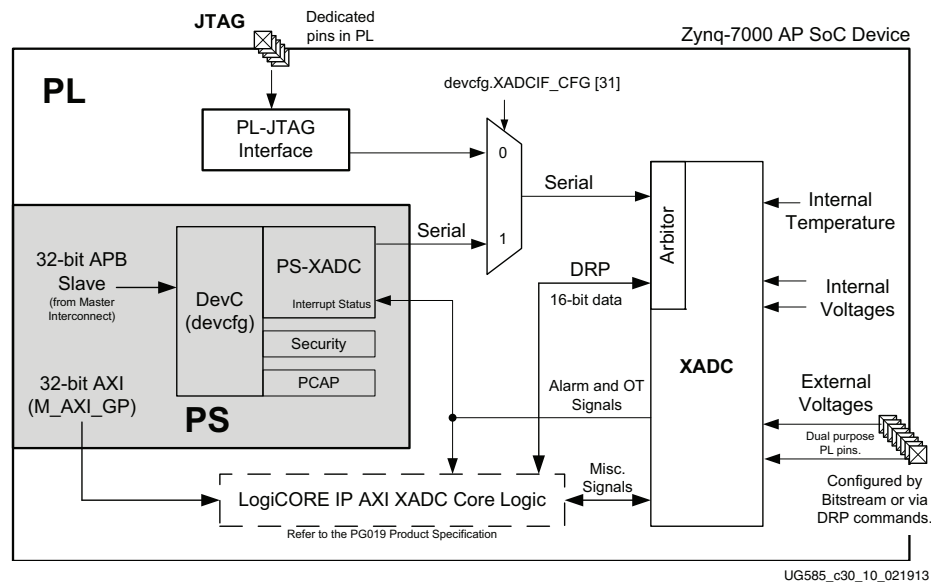 JTAG
Dedicated
pins in PL
Zynq-7000 AP SoC Device
PL
devcfg.XADCIF_CFG [31]
PL-JTAG
Interface
0
1
Serial
Serial
Arbitor
Internal
Temperature
32-bit APB
Slave
(from Master
Interconnect)
DevC
(devcfg)
PS-XADC
Interrupt Status
Security
PCAP
DRP
16-bit data
Internal
Voltages
XADC
32-bit AXI
(M_AXI_GP)
PS
Alarm and OT
Signals
External
Voltages
Dual purpose
PL pins.
LogiCORE IP AXI XADC Core Logic
Misc.
Signals
Refer to the PG019 Product Specification
Configured by
Bitstream or via
DRP commands.
UG585_c30_10_021913